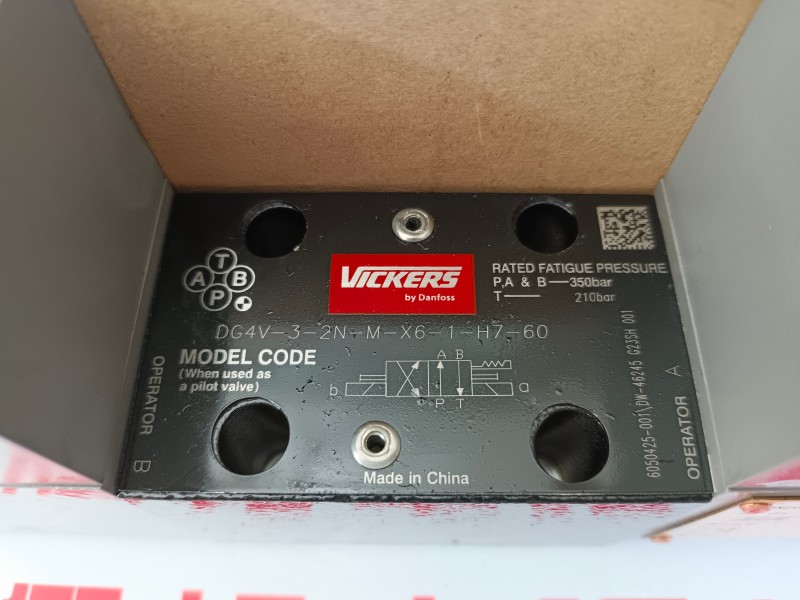 T
A B
P
VICKERS
by Danfoss
RATED FATIGUE PRESSURE
P,A & B—350bar
T— 210bar
DG4V-3-2N-M-X6-1-H7-60
MODEL CODE
(When used as
a pilot valve)
A B
b a
P T
OPERATOR B
OPERATOR A
6050425-001\DW-46245 G23SH 001
Made in China